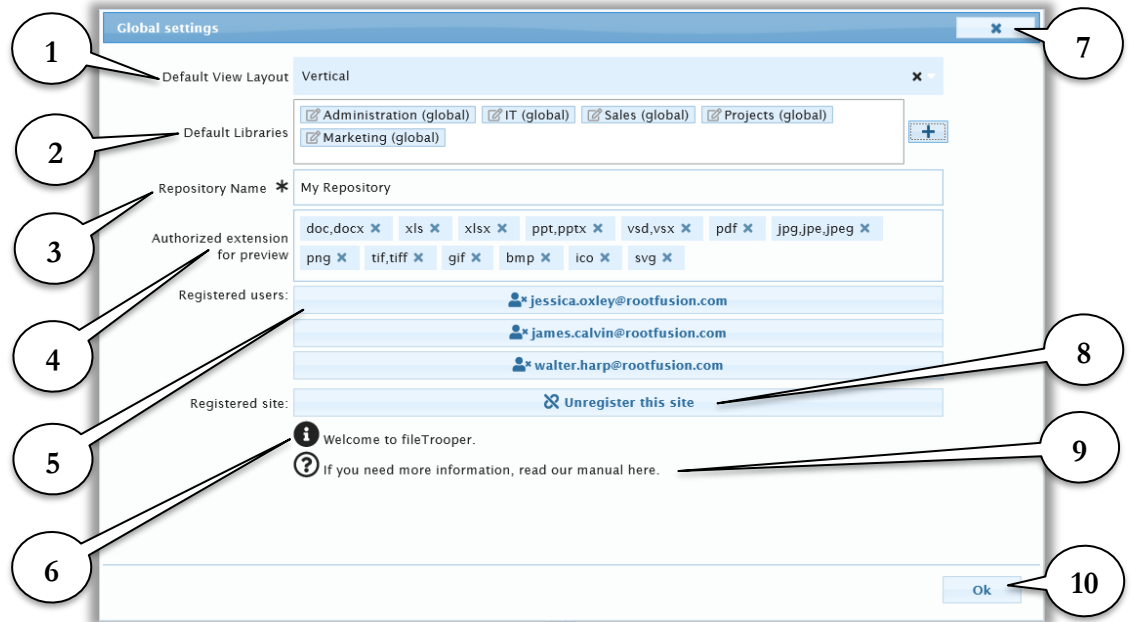 Global settings
1
7
Default View Layout Vertical
2
Default Libraries
Administration (global) IT (global) Sales (global) Projects (global)
Marketing (global)
3
Repository Name * My Repository
4
Authorized extension
for preview
doc,docx xls xlsx ppt,pptx vsd,vsx pdf jpg,jpe,jpeg
png tif,tiff gif bmp ico svg
5
Registered users: jessica.oxley@rootfusion.com
james.calvin@rootfusion.com
walter.harp@rootfusion.com
8
Registered site: Unregister this site
6
Welcome to fileTrooper.
9
If you need more information, read our manual here.
10
Ok